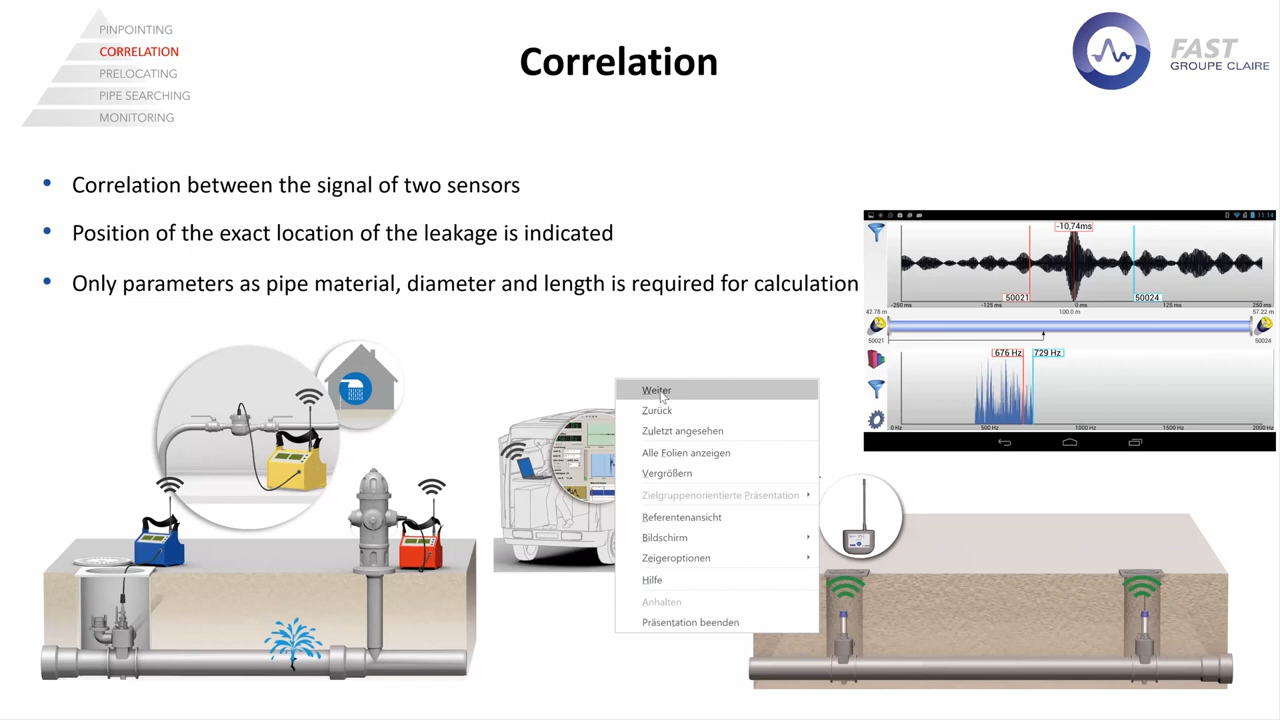 PINPOINTING
CORRELATION
PRELOCATING
PIPE SEARCHING
MONITORING
Correlation
FAST
GROUPE CLAIRE
• Correlation between the signal of two sensors
• Position of the exact location of the leakage is indicated
• Only parameters as pipe material, diameter and length is required for calculation
11:14
-10,74ms
50021
50024
-250 ms
-125 ms
0 ms
125 ms
250 ms
42.78 m
100.0 m
57.22 m
50021
50024
676 Hz
729 Hz
0 Hz
500 Hz
1000 Hz
1500 Hz
2000 Hz
Weiter
Zurück
Zuletzt angesehen
Alle Folien anzeigen
Vergrößern
Zielgruppenorientierte Präsentation
Referentenansicht
Bildschirm
Zeigeroptionen
Hilfe
Anhalten
Präsentation beenden